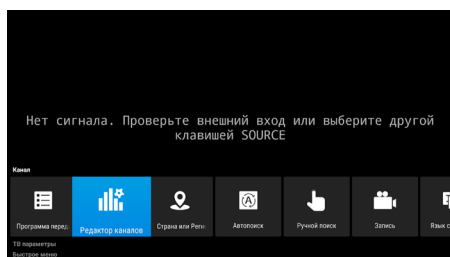 Нет сигнала. Проверьте внешний вход или выберите другой
клавишей SOURCE
Канал
Программа перед
Редактор каналов
Страна или Реги
Автопоиск
Ручной поиск
Запись
Язык с
ТВ параметры
Быстрое меню